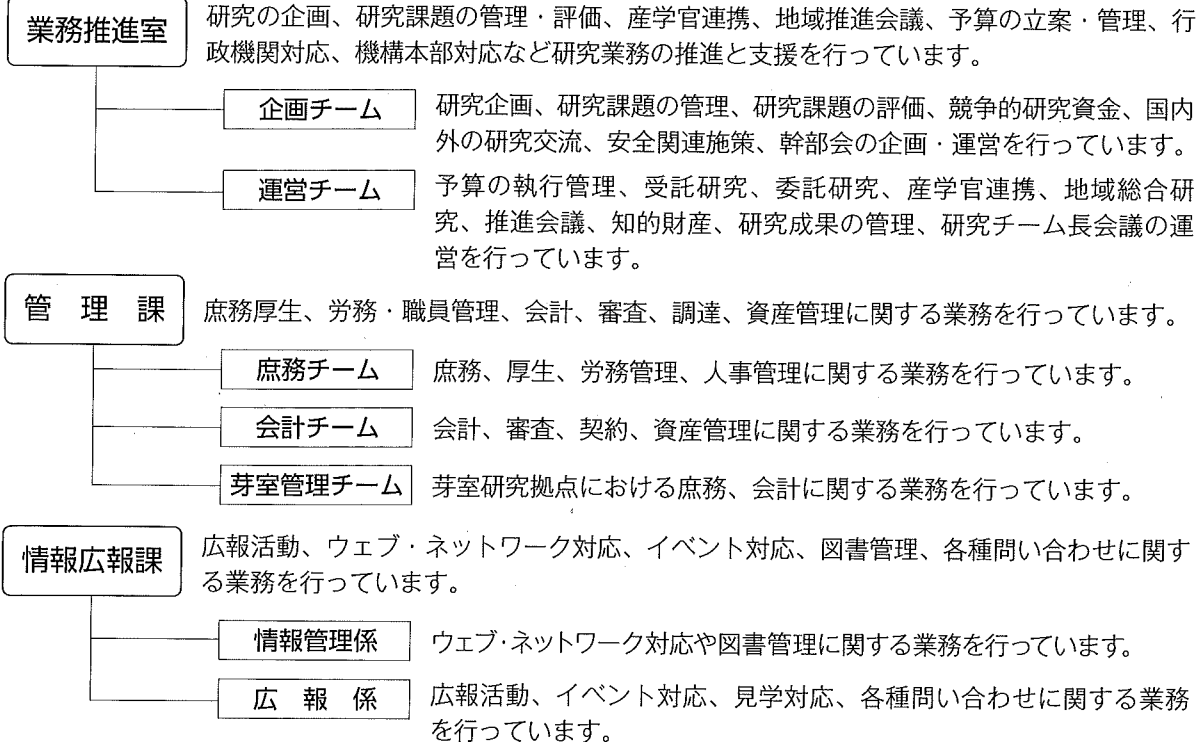 業務推進室
研究の企画、研究課題の管理・評価、産学官連携、地域推進会議、予算の立案・管理、行
政機関対応、機構本部対応など研究業務の推進と支援を行っています。
企画チーム
研究企画、研究課題の管理、研究課題の評価、競争的研究資金、国内
外の研究交流、安全関連施策、幹部会の企画・運営を行っています。
運営チーム
予算の執行管理、受託研究、委託研究、産学官連携、地域総合研
究、推進会議、知的財産、研究成果の管理、研究チーム長会議の運
営を行っています。
管理課
庶務厚生、労務・職員管理、会計、審査、調達、資産管理に関する業務を行っています。
庶務チーム
庶務、厚生、労務管理、人事管理に関する業務を行っています。
会計チーム
会計、審査、契約、資産管理に関する業務を行っています。
芽室管理チーム
芽室研究拠点における庶務、会計に関する業務を行っています。
情報広報課
広報活動、ウェブ・ネットワーク対応、イベント対応、図書管理、各種問い合わせに関す
る業務を行っています。
情報管理係
ウェブ・ネットワーク対応や図書管理に関する業務を行っています。
広報係
広報活動、イベント対応、見学対応、各種問い合わせに関する業務
を行っています。